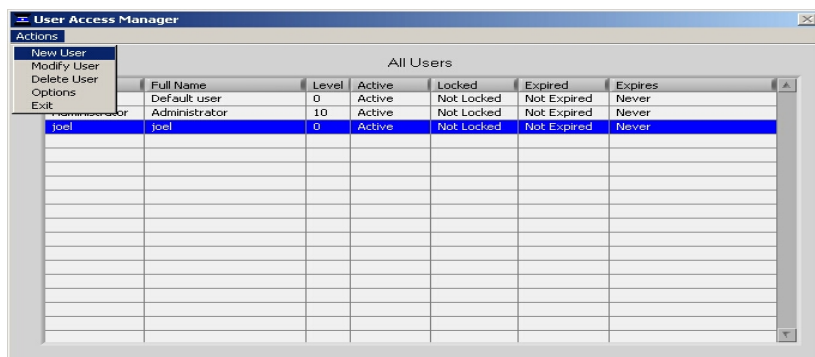 User Access Manager
Actions
New User
Modify User
Delete User
Options
Exit
All Users
Full Name Level Active Locked Expired Expires
Default user 0 Active Not Locked Not Expired Never
Administrator Administrator 10 Active Not Locked Not Expired Never
joel joel 0 Active Not Locked Not Expired Never